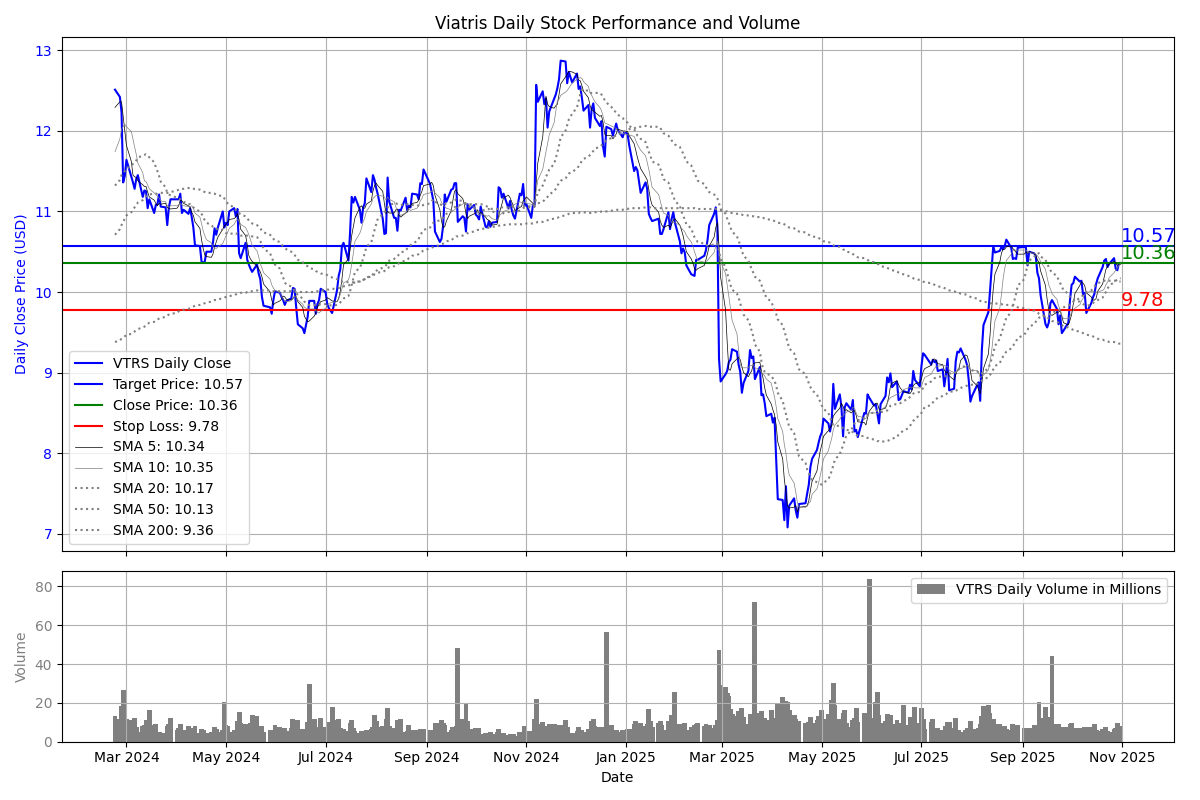 Viatris Daily Stock Performance and Volume
Daily Close Price (USD)
13
12
11
10
9
8
7
10.57
10.36
9.78
VTRS Daily Close
Target Price: 10.57
Close Price: 10.36
Stop Loss: 9.78
SMA 5: 10.34
SMA 10: 10.35
SMA 20: 10.17
SMA 50: 10.13
SMA 200: 9.36
Volume
80
60
40
20
0
VTRS Daily Volume in Millions
Mar 2024 May 2024 Jul 2024 Sep 2024 Nov 2024 Jan 2025 Mar 2025 May 2025 Jul 2025 Sep 2025 Nov 2025
Date